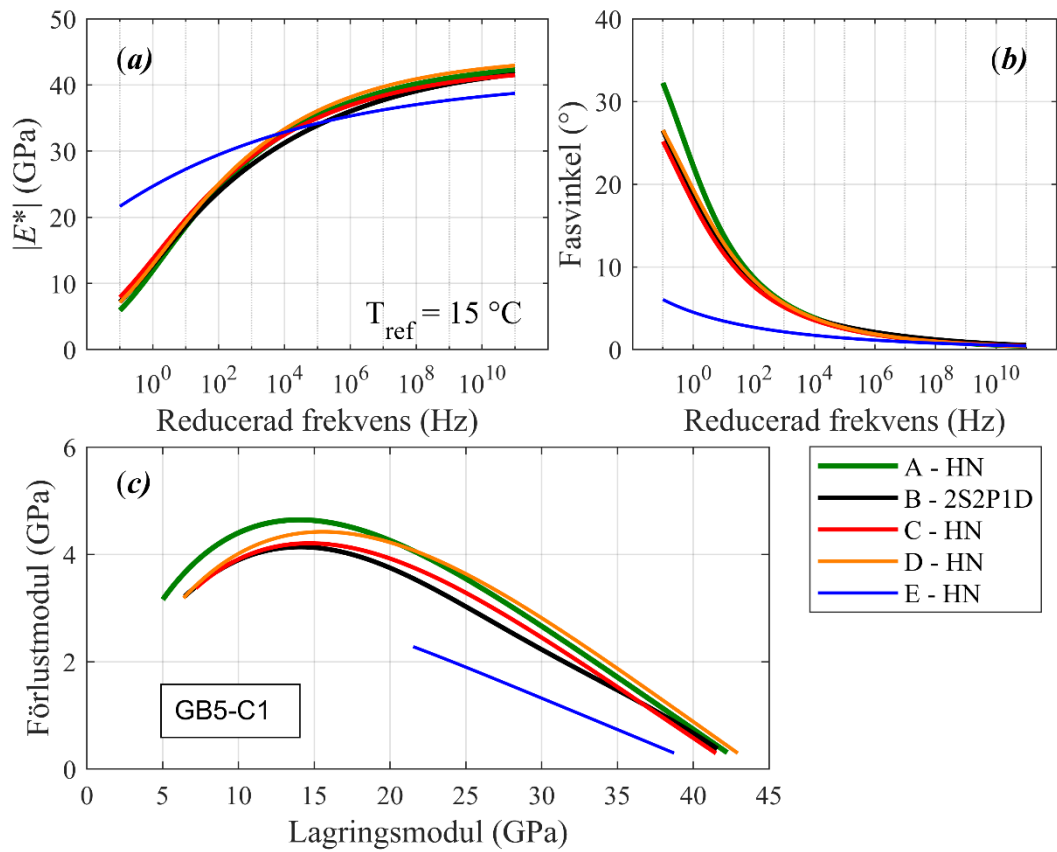 (a)
|E*| (GPa)
50
40
30
20
10
0
T_ref = 15 °C
10^0 10^2 10^4 10^6 10^8 10^10
Reducerad frekvens (Hz)
(b)
Fasvinkel (°)
40
30
20
10
0
10^0 10^2 10^4 10^6 10^8 10^10
Reducerad frekvens (Hz)
(c)
Förlustmodul (GPa)
6
4
2
0
GB5-C1
0 5 10 15 20 25 30 35 40 45
Lagringsmodul (GPa)
A - HN
B - 2S2P1D
C - HN
D - HN
E - HN